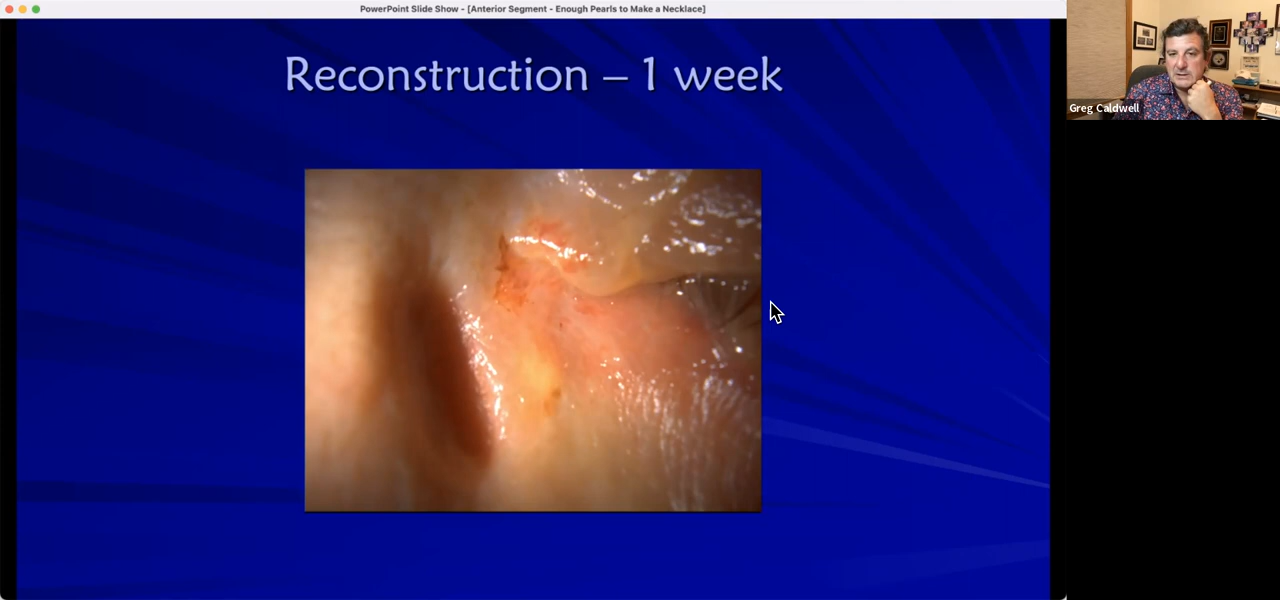 PowerPoint Slide Show - [Anterior Segment - Enough Pearls to Make a Necklace]
Reconstruction – 1 week
Greg Caldwell